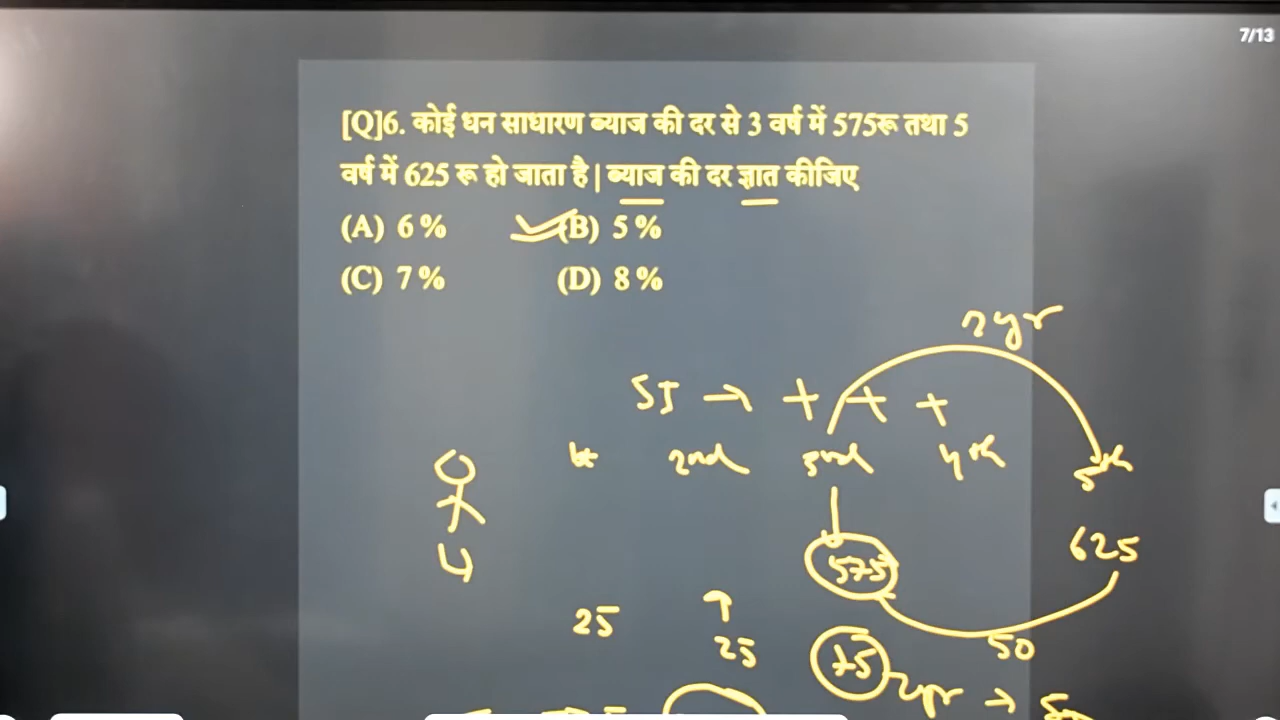 7/13
[Q]6. कोई धन साधारण ब्याज की दर से 3 वर्ष में 575रू तथा 5
वर्ष में 625 रू हो जाता है | ब्याज की दर ज्ञात कीजिए
(A) 6 % (B) 5 %
(C) 7 % (D) 8 %
2yr
SI → + + +
2nd 3rd 4th 5th
575 625
25 25 75 50
2yr →